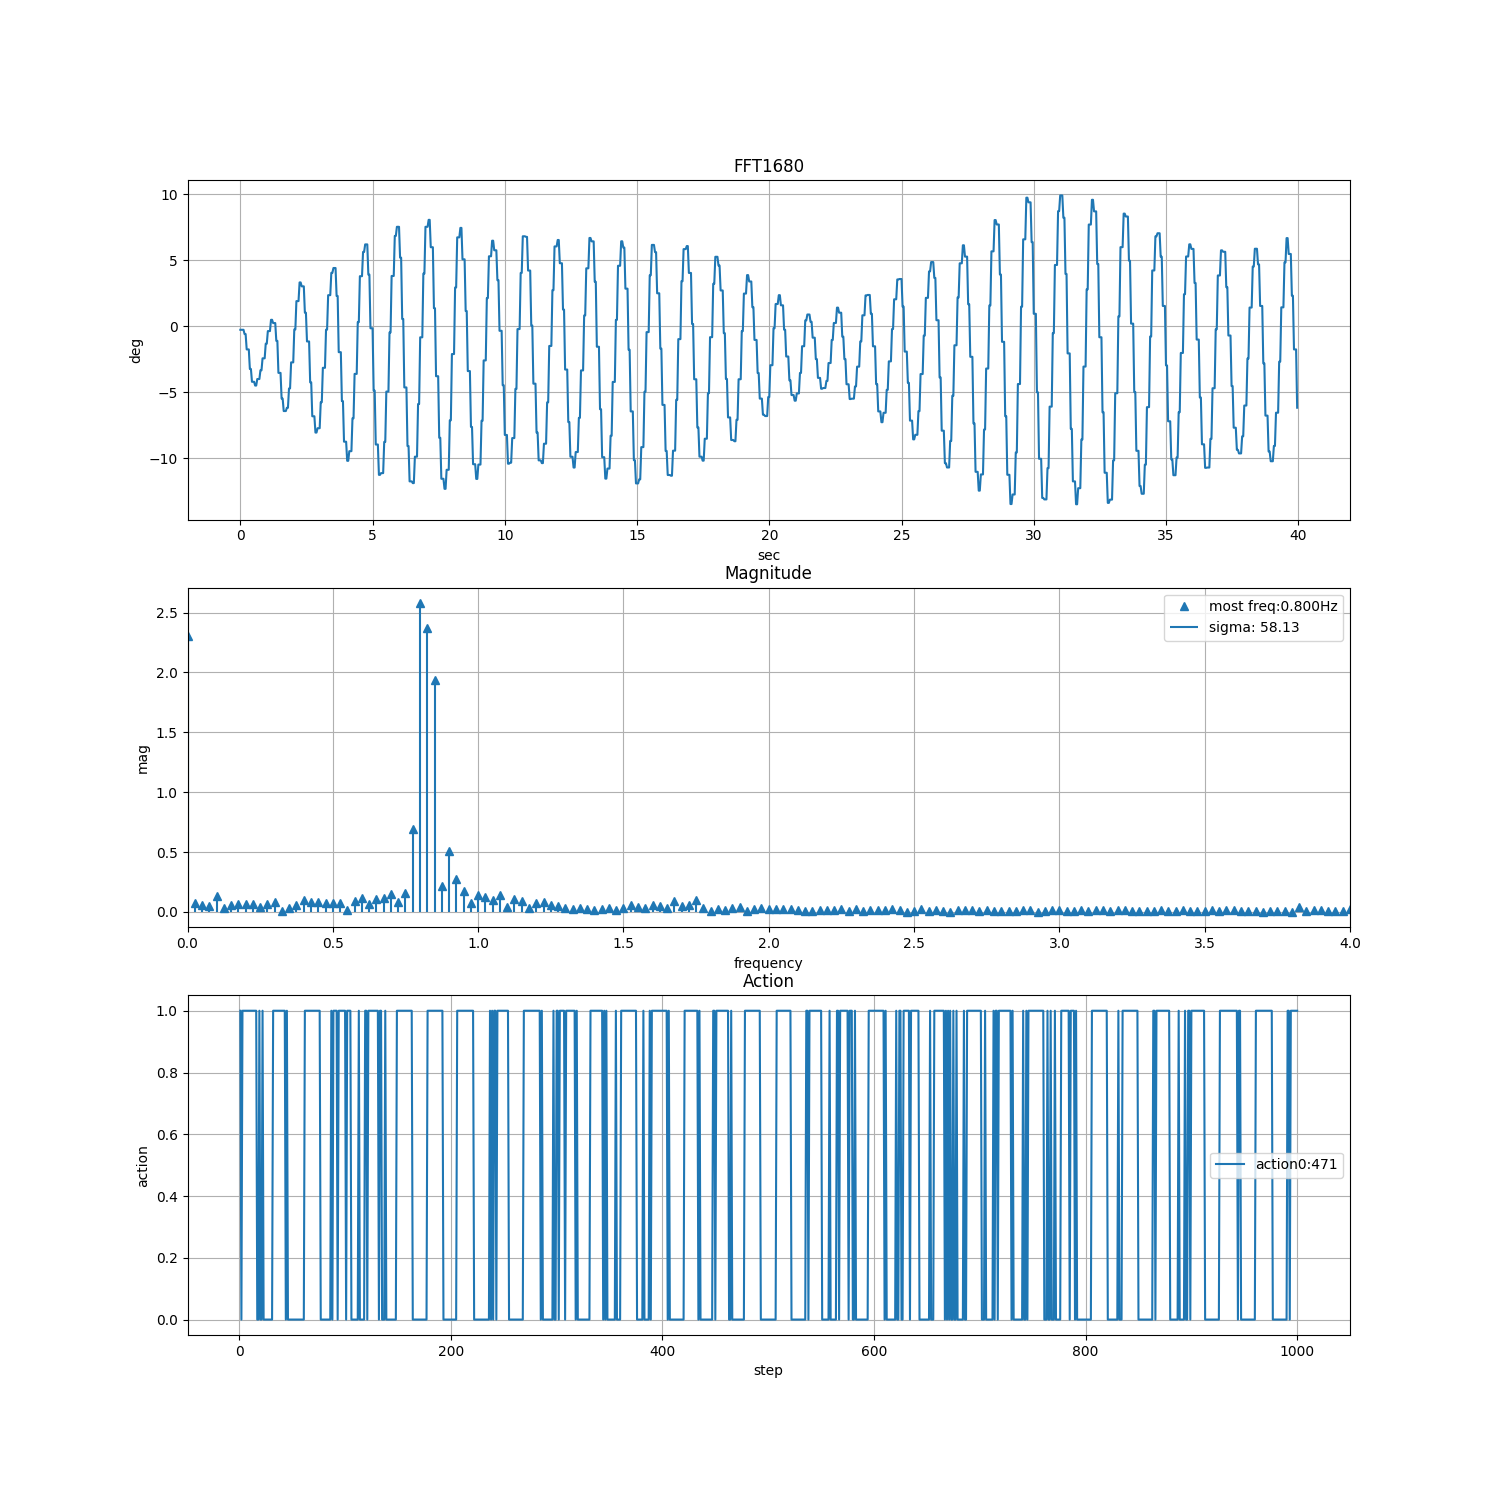 FFT1680
10
5
0
−5
−10
deg
0 5 10 15 20 25 30 35 40
sec
Magnitude
2.5
2.0
1.5
1.0
0.5
0.0
mag
most freq:0.800Hz
sigma: 58.13
0.0 0.5 1.0 1.5 2.0 2.5 3.0 3.5 4.0
frequency
Action
1.0
0.8
0.6
0.4
0.2
0.0
action
action0:471
0 200 400 600 800 1000
step